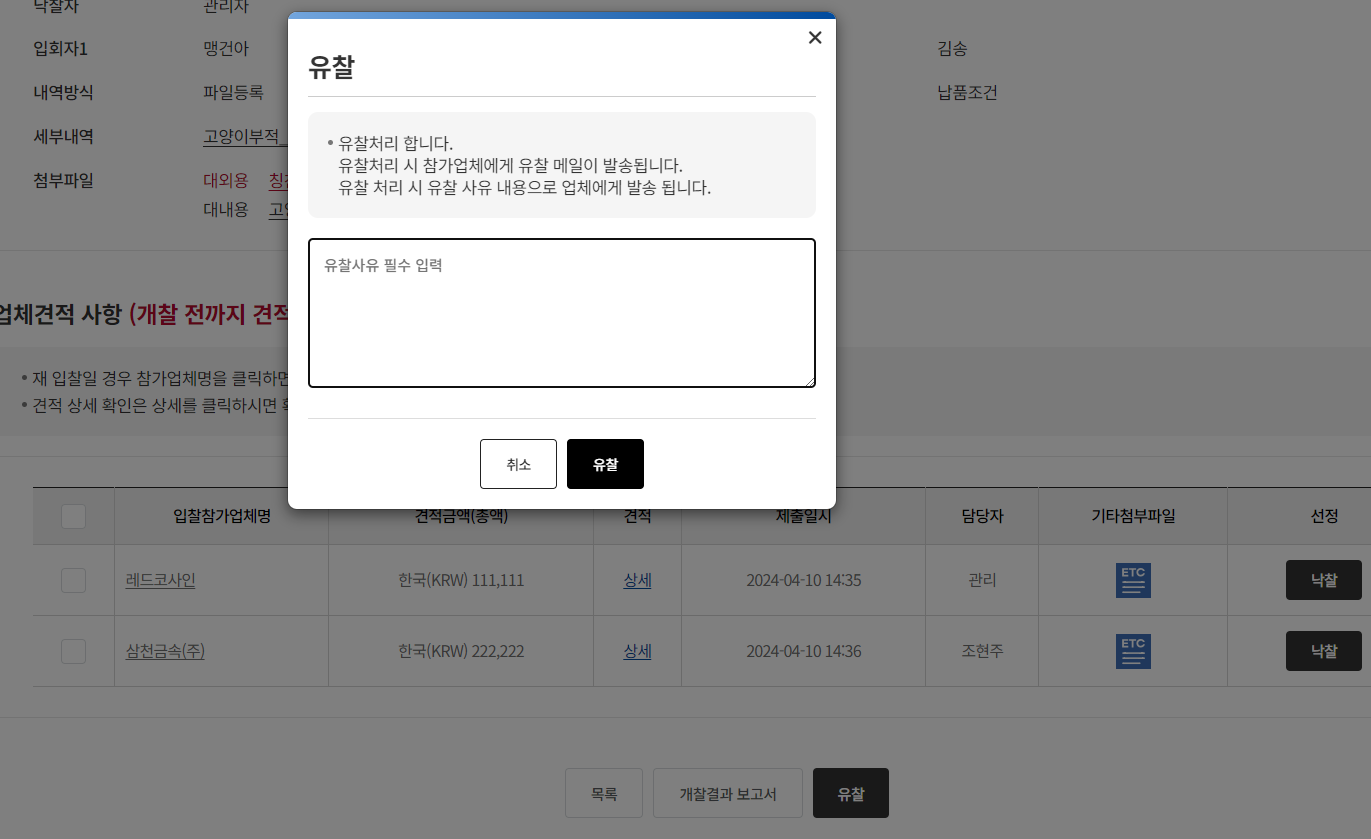 낙찰자 관리자
입회자1 맹건아 김송
내역방식 파일등록 납품조건
세부내역 고양이부적_
첨부파일 대외용
대내용
유찰
유찰처리 합니다.
유찰처리 시 참가업체에게 유찰 메일이 발송됩니다.
유찰 처리 시 유찰 사유 내용으로 업체에게 발송 됩니다.
유찰사유 필수 입력
취소 유찰
업체견적 사항 (개찰 전까지 견적
재 입찰일 경우 참가업체명을 클릭하면
견적 상세 확인은 상세를 클릭하시면
입찰참가업체명 견적금액(총액) 견적 제출일시 담당자 기타첨부파일 선정
레드코사인 한국(KRW) 111,111 상세 2024-04-10 14:35 관리 ETC 낙찰
삼천금속(주) 한국(KRW) 222,222 상세 2024-04-10 14:36 조현주 ETC 낙찰
목록 개찰결과 보고서 유찰